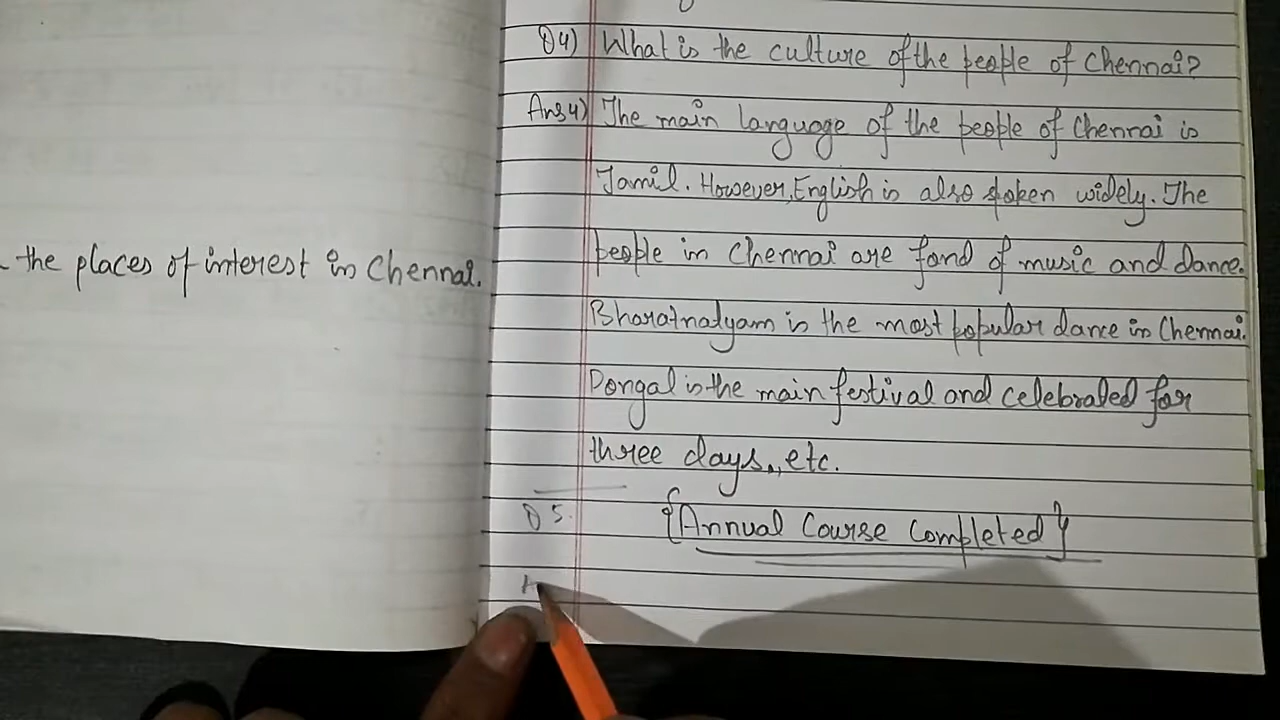 the places of interest in Chennai.
Q4) What is the culture of the people of Chennai?
Ans4) The main language of the people of Chennai is
Tamil. However, English is also spoken widely. The
people in Chennai are fond of music and dance.
Bharatnatyam is the most popular dance in Chennai.
Pongal is the main festival and celebrated for
three days,, etc.
Q5.
{Annual Course Completed}